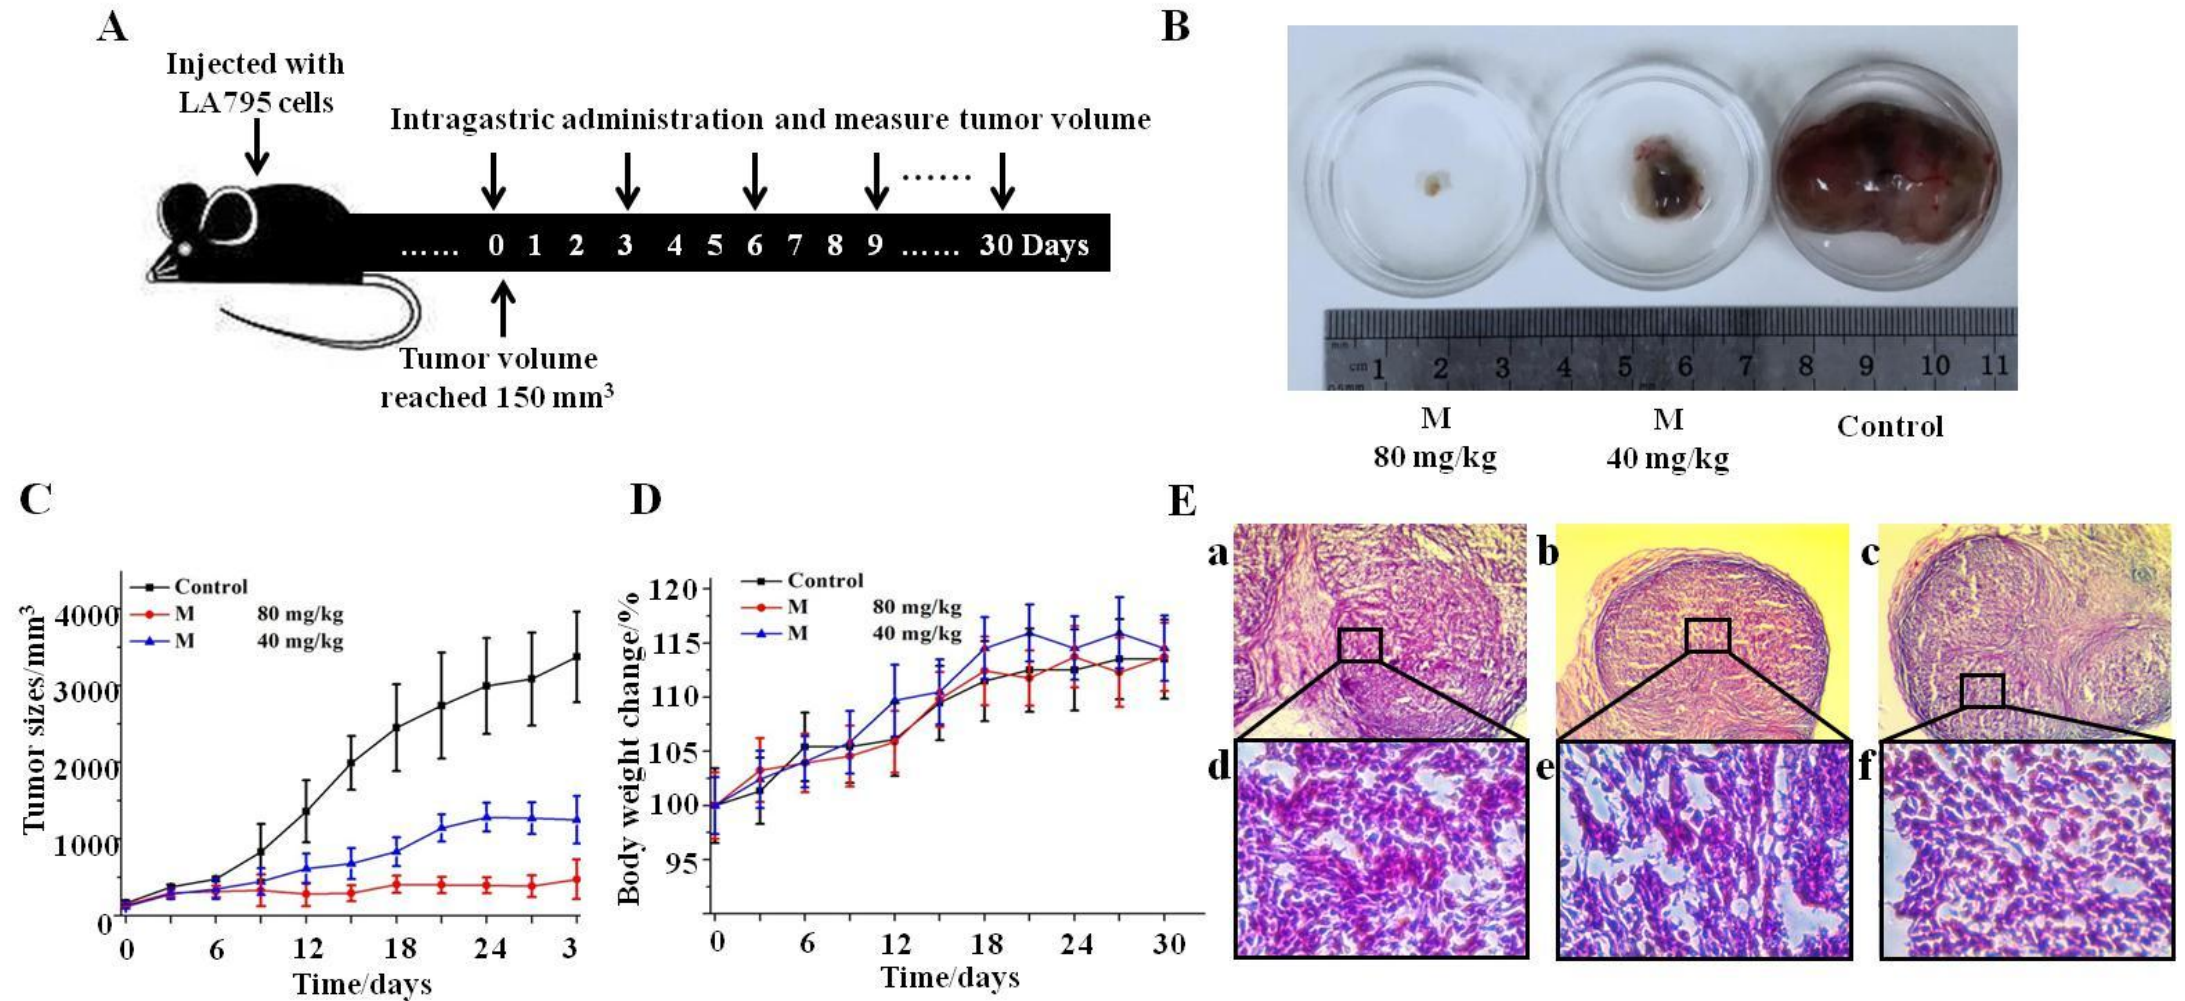 A
Injected with
LA795 cells
Intragastric administration and measure tumor volume
...... 0 1 2 3 4 5 6 7 8 9 ...... 30 Days
......
Tumor volume
reached 150 mm³
B
mm
cm 1 2 3 4 5 6 7 8 9 10 11
0.5mm
M
80 mg/kg
M
40 mg/kg
Control
C
Tumor sizes/mm³
4000
3000
2000
1000
0
Control
M 80 mg/kg
M 40 mg/kg
0 6 12 18 24 3
Time/days
D
Body weight change/%
120
115
110
105
100
95
Control
M 80 mg/kg
M 40 mg/kg
0 6 12 18 24 30
Time/days
E
a
b
c
d
e
f